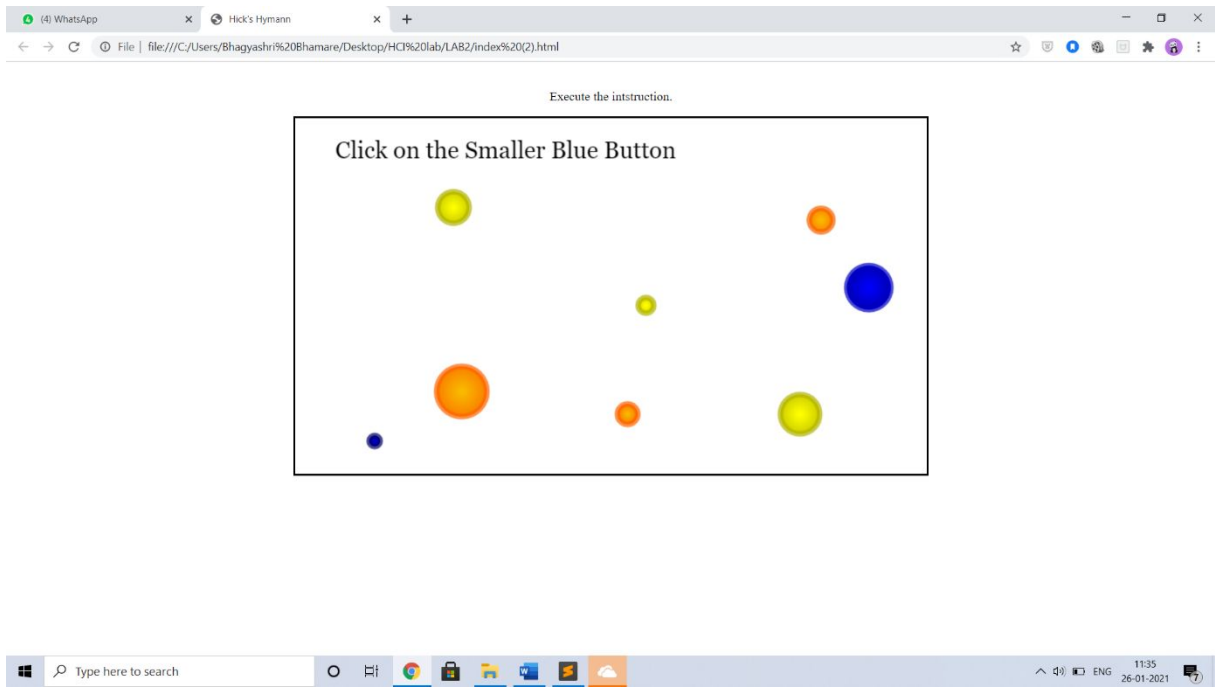 (4) WhatsApp
Hick's Hymann
File | file:///C:/Users/Bhagyashri%20Bhamare/Desktop/HCI%20lab/LAB2/index%20(2).html
Execute the intstruction.
Click on the Smaller Blue Button
Type here to search
ENG
11:35
26-01-2021
7